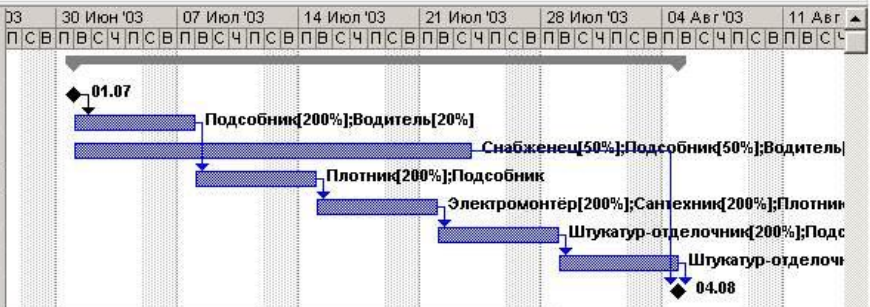 03 30 Июн '03 07 Июл '03 14 Июл '03 21 Июл '03 28 Июл '03 04 Авг '03 11 Авг
П С В П В С Ч П С В П В С Ч П С В П В С Ч П С В П В С Ч П С В П В С Ч П С В П В С Ч П С В П В С Ч
01.07
Подсобник[200%];Водитель[20%]
Снабженец[50%];Подсобник[50%];Водитель[
Плотник[200%];Подсобник
Электромонтёр[200%];Сантехник[200%];Плотник
Штукатур-отделочник[200%];Подс
Штукатур-отделочн
04.08